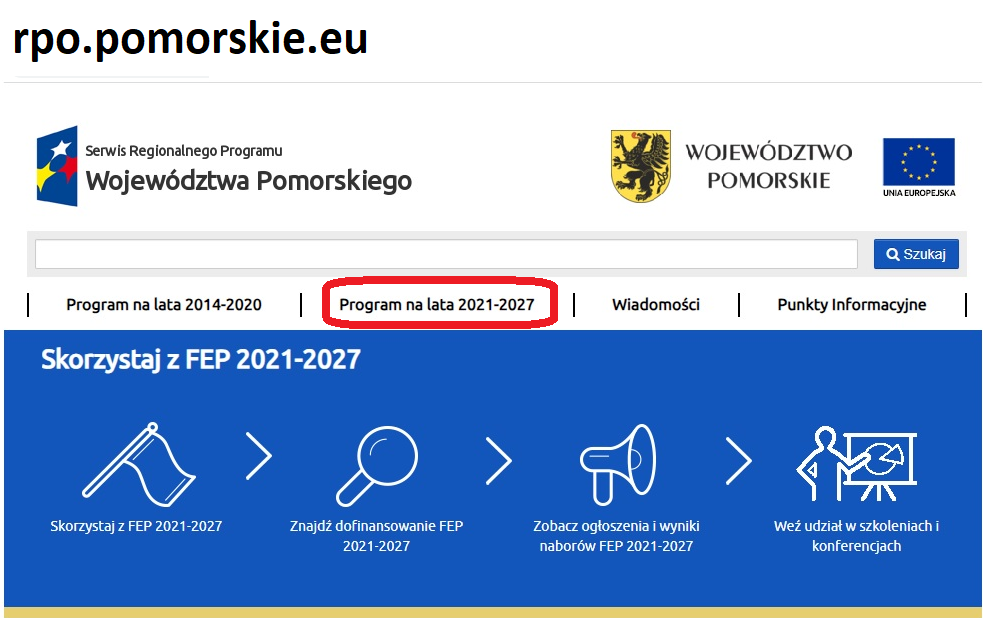 rpo.pomorskie.eu
Serwis Regionalnego Programu
Województwa Pomorskiego
WOJEWÓDZTWO
POMORSKIE
UNIA EUROPEJSKA
Szukaj
Program na lata 2014-2020
Program na lata 2021-2027
Wiadomości
Punkty Informacyjne
Skorzystaj z FEP 2021-2027
Skorzystaj z FEP 2021-2027
Znajdź dofinansowanie FEP
2021-2027
Zobacz ogłoszenia i wyniki
naborów FEP 2021-2027
Weź udział w szkoleniach i
konferencjach